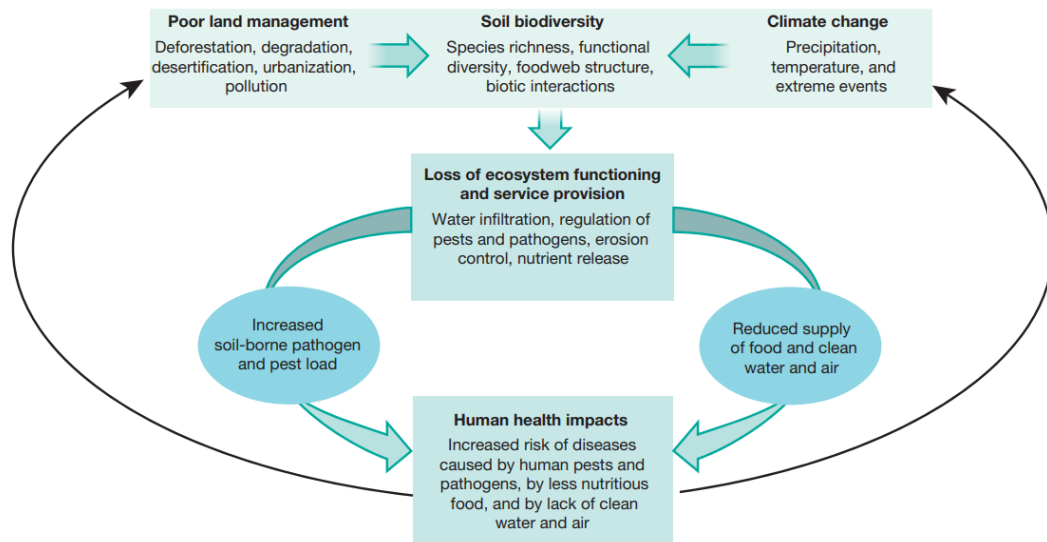 Poor land management
Deforestation, degradation,
desertification, urbanization,
pollution
Soil biodiversity
Species richness, functional
diversity, foodweb structure,
biotic interactions
Climate change
Precipitation,
temperature, and
extreme events
Loss of ecosystem functioning
and service provision
Water infiltration, regulation of
pests and pathogens, erosion
control, nutrient release
Increased
soil-borne pathogen
and pest load
Reduced supply
of food and clean
water and air
Human health impacts
Increased risk of diseases
caused by human pests and
pathogens, by less nutritious
food, and by lack of clean
water and air